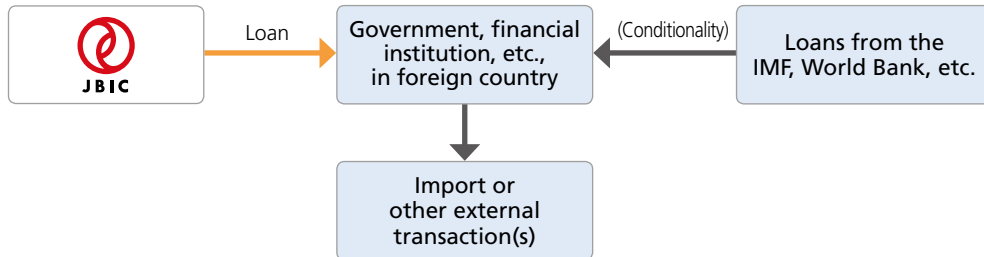 JBIC
Loan
Government, financial
institution, etc.,
in foreign country
(Conditionality)
Loans from the
IMF, World Bank, etc.
Import or
other external
transaction(s)